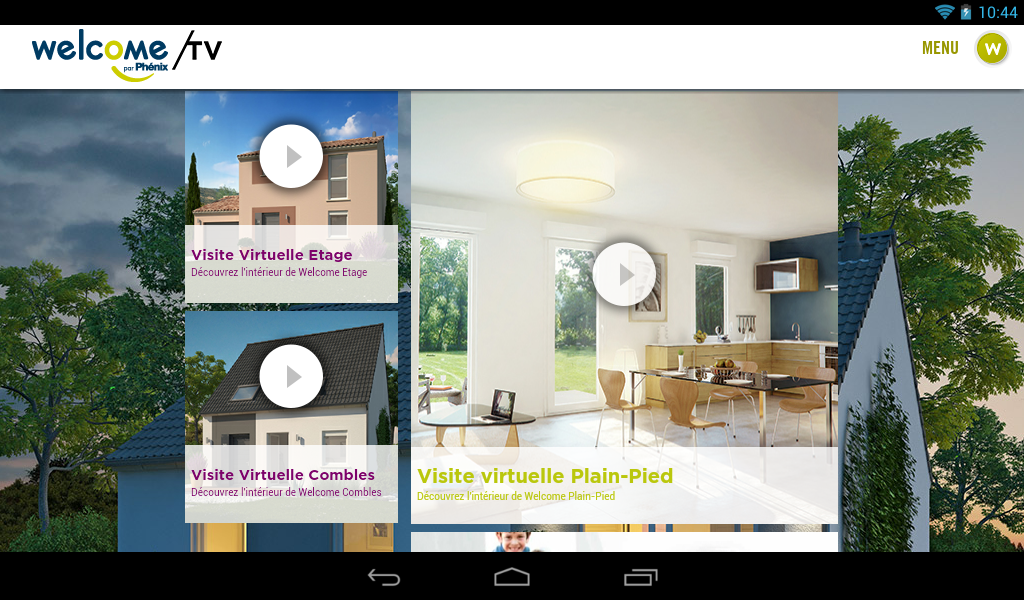 10:44
welcome /TV
par Phénix
MENU
W
Visite Virtuelle Etage
Découvrez l'intérieur de Welcome Etage
Visite Virtuelle Combles
Découvrez l'intérieur de Welcome Combles
Visite virtuelle Plain-Pied
Découvrez l'intérieur de Welcome Plain-Pied